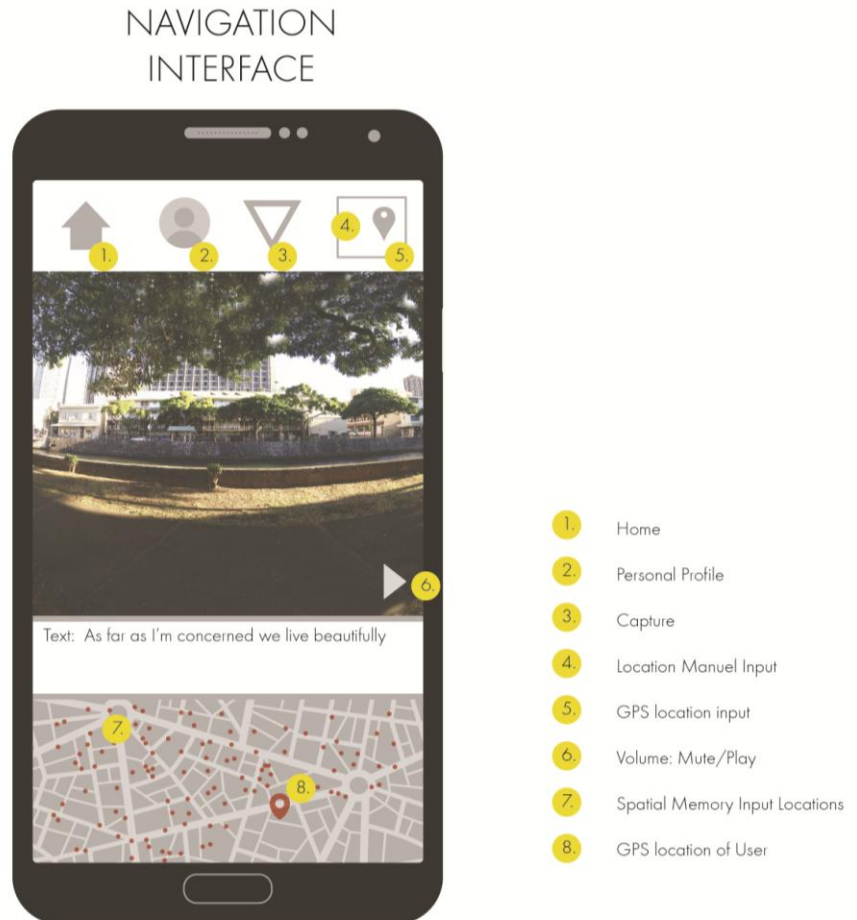 NAVIGATION
INTERFACE
1.
2.
3.
4.
5.
6.
Text: As far as I'm concerned we live beautifully
7.
8.
1. Home
2. Personal Profile
3. Capture
4. Location Manuel Input
5. GPS location input
6. Volume: Mute/Play
7. Spatial Memory Input Locations
8. GPS location of User